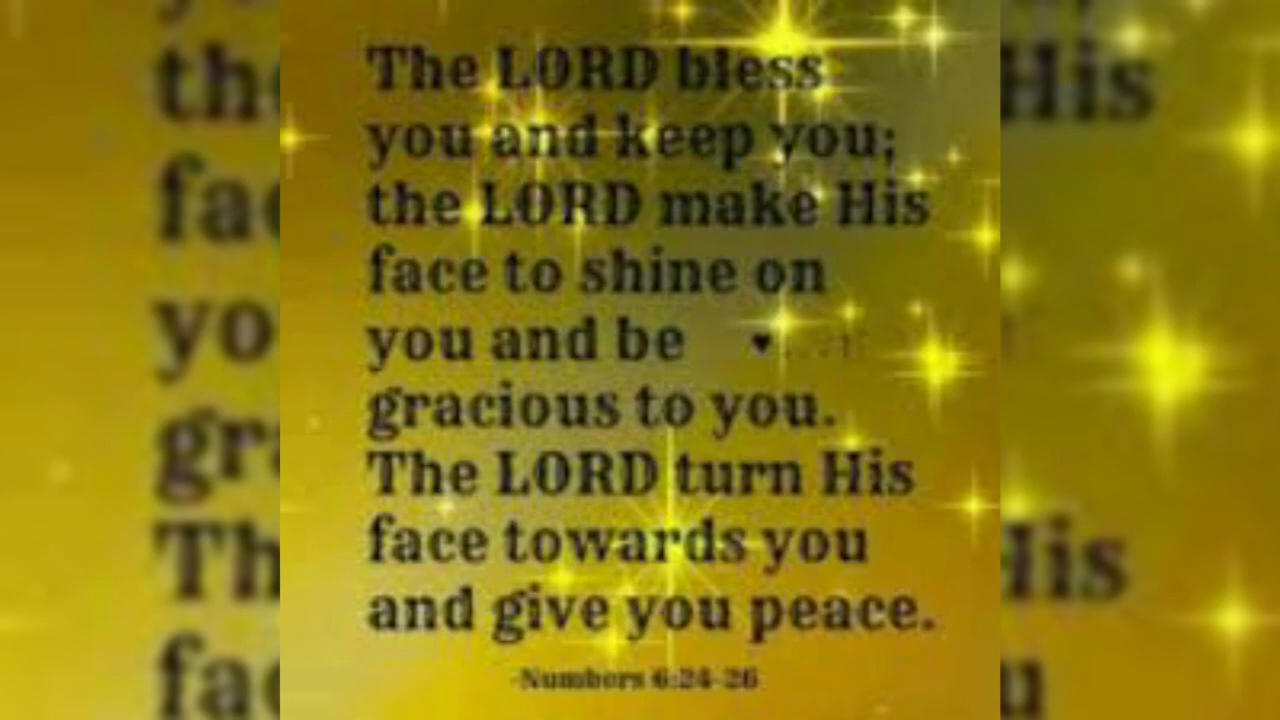 The LORD bless
you and keep you;
the LORD make His
face to shine on
you and be ♥
gracious to you.
The LORD turn His
face towards you
and give you peace.
-Numbers 6:24-26